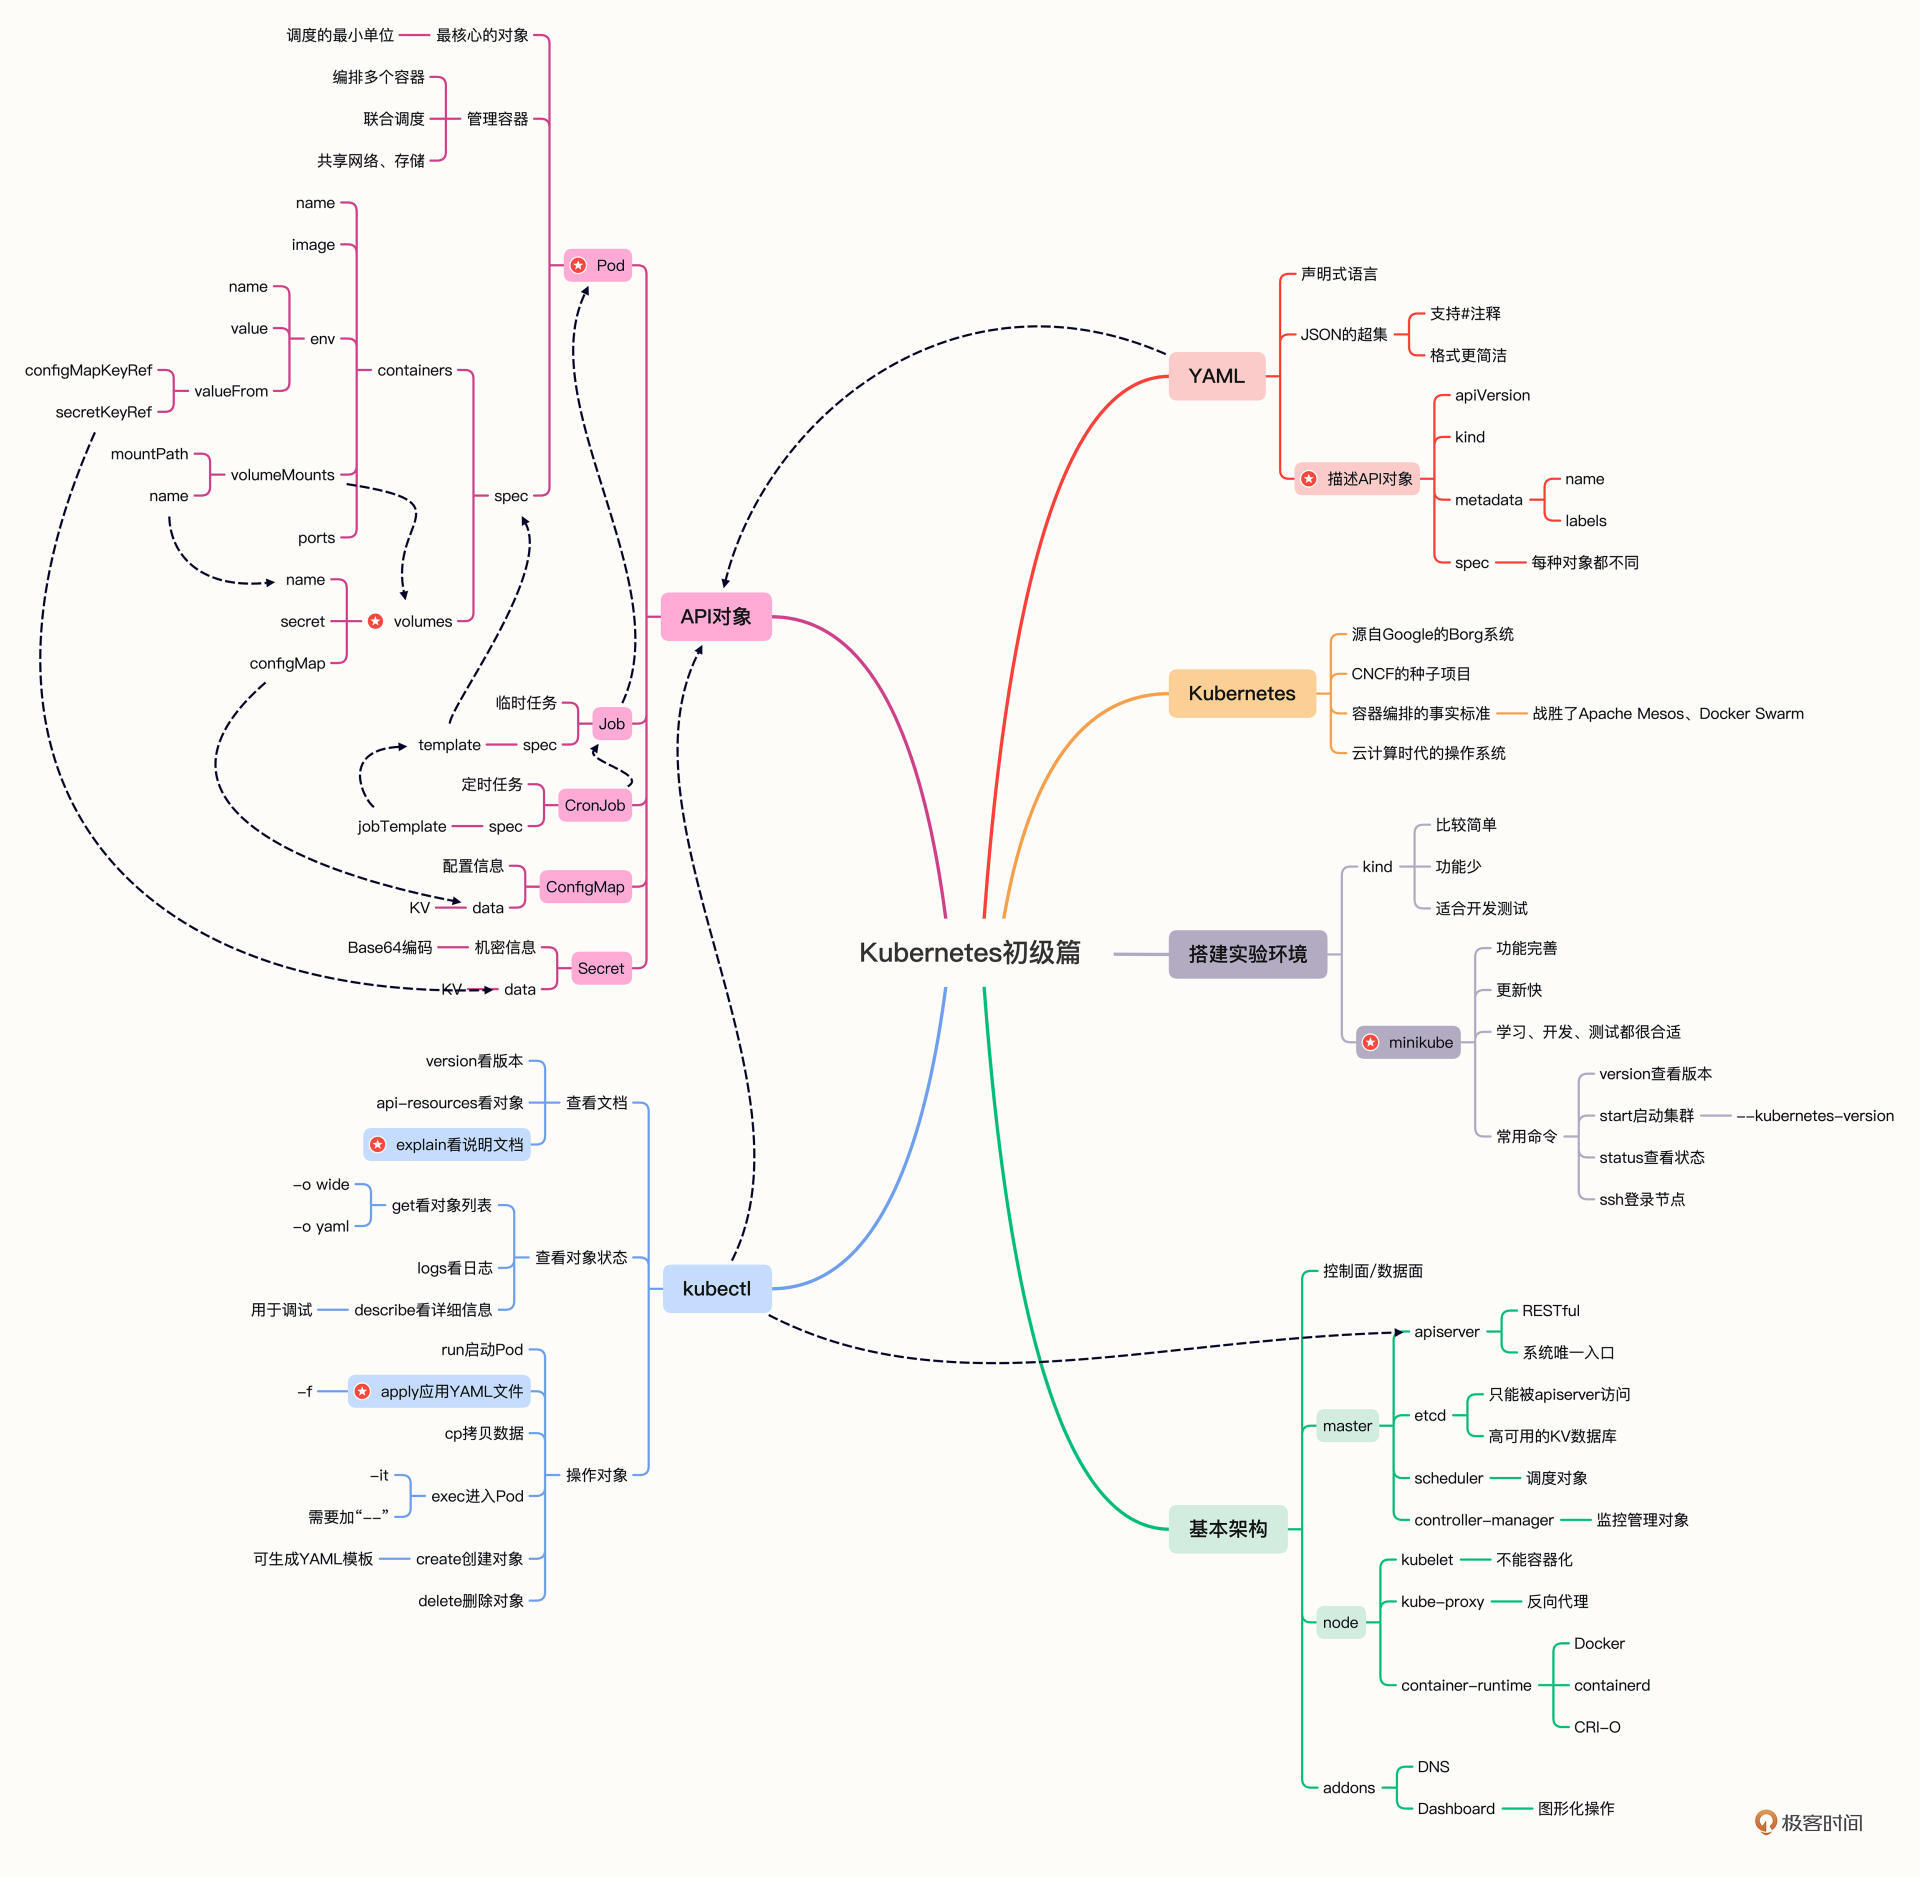 Kubernetes初级篇
YAML
声明式语言
JSON的超集
支持#注释
格式更简洁
描述API对象
apiVersion
kind
metadata
name
labels
spec
每种对象都不同
Kubernetes
源自Google的Borg系统
CNCF的种子项目
容器编排的事实标准
战胜了Apache Mesos、Docker Swarm
云计算时代的操作系统
搭建实验环境
kind
比较简单
功能少
适合开发测试
minikube
功能完善
更新快
学习、开发、测试都很合适
常用命令
version查看版本
start启动集群
--kubernetes-version
status查看状态
ssh登录节点
基本架构
控制面/数据面
master
apiserver
RESTful
系统唯一入口
etcd
只能被apiserver访问
高可用的KV数据库
scheduler
调度对象
controller-manager
监控管理对象
node
kubelet
不能容器化
kube-proxy
反向代理
container-runtime
Docker
containerd
CRI-O
addons
DNS
Dashboard
图形化操作
API对象
Pod
最核心的对象
调度的最小单位
管理容器
编排多个容器
联合调度
共享网络、存储
spec
containers
name
image
env
name
value
valueFrom
configMapKeyRef
secretKeyRef
volumeMounts
mountPath
name
ports
volumes
name
secret
configMap
Job
临时任务
spec
template
CronJob
定时任务
spec
jobTemplate
ConfigMap
配置信息
data
KV
Secret
机密信息
Base64编码
data
KV
kubectl
查看文档
version看版本
api-resources看对象
explain看说明文档
查看对象状态
get看对象列表
-o wide
-o yaml
logs看日志
describe看详细信息
用于调试
操作对象
run启动Pod
apply应用YAML文件
-f
cp拷贝数据
exec进入Pod
-it
需要加“--”
create创建对象
可生成YAML模板
delete删除对象
极客时间